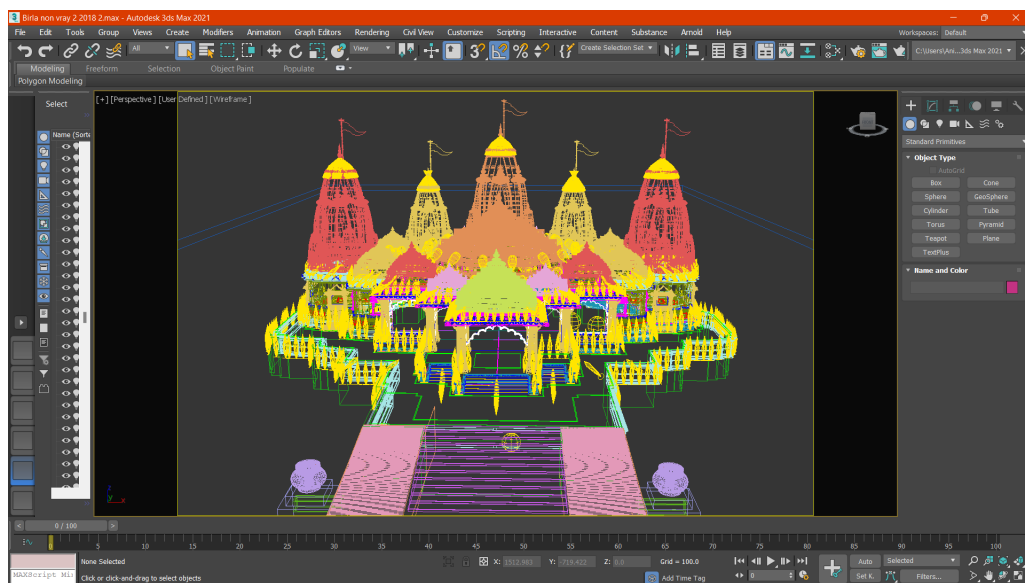 Birla non vray 2 2018 2.max - Autodesk 3ds Max 2021
File Edit Tools Group Views Create Modifiers Animation Graph Editors Rendering Civil View Customize Scripting Interactive Content Substance Arnold Help
Workspaces: Default
All
View
Create Selection Set
C:\Users\Ani...3ds Max 2021
Modeling Freeform Selection Object Paint Populate
Polygon Modeling
Select
Name (Sorte
[+] [Perspective] [User Defined] [Wireframe]
Standard Primitives
Object Type
AutoGrid
Box Cone
Sphere GeoSphere
Cylinder Tube
Torus Pyramid
Teapot Plane
TextPlus
Name and Color
z
y x
< 0 / 100 >
0 5 10 15 20 25 30 35 40 45 50 55 60 65 70 75 80 85 90 95 100
None Selected
X: 1512.983 Y: -719.422 Z: 0.0 Grid = 100.0
Auto Selected
MAXScript Mi
Click or click-and-drag to select objects
Add Time Tag
0
Set K. Filters...